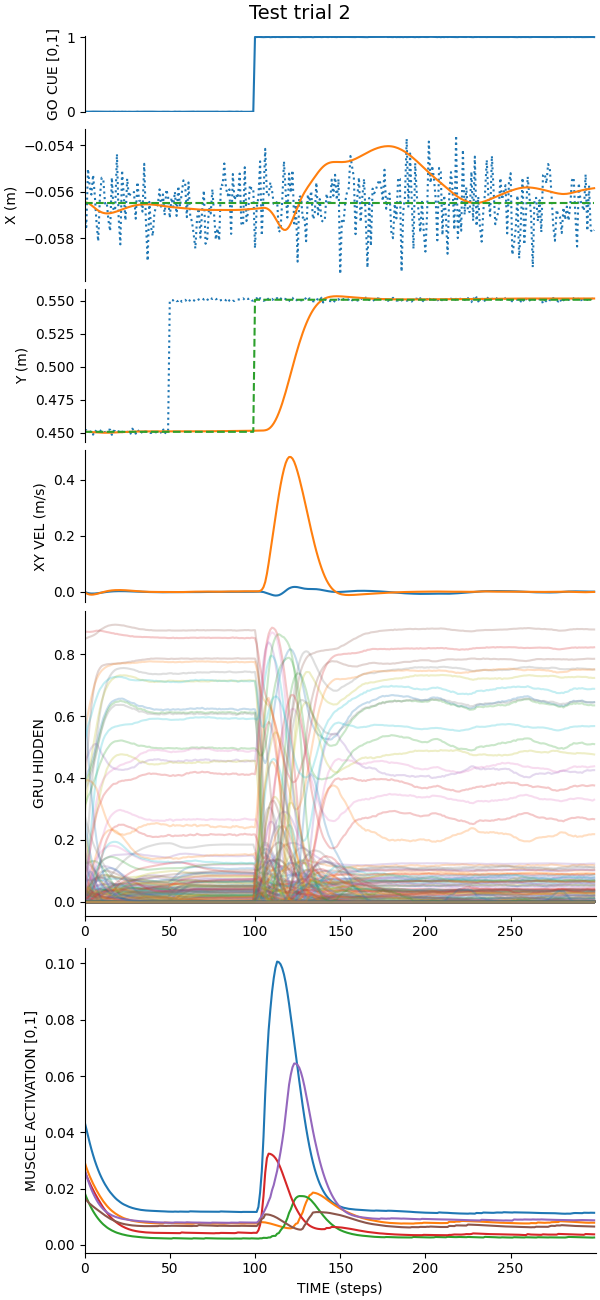 Test trial 2
GO CUE [0,1]
1
0
X (m)
−0.054
−0.056
−0.058
Y (m)
0.550
0.525
0.500
0.475
0.450
XY VEL (m/s)
0.4
0.2
0.0
GRU HIDDEN
0.8
0.6
0.4
0.2
0.0
0 50 100 150 200 250
MUSCLE ACTIVATION [0,1]
0.10
0.08
0.06
0.04
0.02
0.00
0 50 100 150 200 250
TIME (steps)